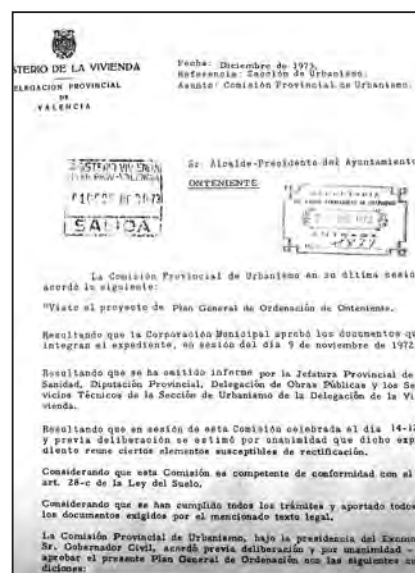 STERIO DE LA VIVIENDA
ELEGACION PROVINCIAL
DE
VALENCIA
Fecha: Diciembre de 1973.
Referencia: Sección de Urbanismo.
Asunto: Comisión Provincial de Urbanismo.
SALIDA
Sr. Alcalde-Presidente del Ayuntamiento
ONTENIENTE
La Comisión Provincial de Urbanismo en su última sesió
acordó lo siguiente:
"Visto el proyecto de Plan General de Ordenación de Onteniente.
Resultando que la Corporación Municipal aprobó los documentos qu
integran el expediente, en sesión del día 9 de noviembre de 1972
Resultando que se ha emitido informe por la Jefatura Provincial de
Sanidad, Diputación Provincial, Delegación de Obras Públicas y los Se
vicios Técnicos de la Sección de Urbanismo de la Delegación de la Vi
vienda.
Resultando que en sesión de esta Comisión celebrada el día 14-12
y previa deliberación se estimó por unanimidad que dicho exp
diento reune ciertos elementos susceptibles de rectificación.
Considerando que esta Comisión es competente de conformidad con el
art. 28-c de la Ley del Suelo.
Considerando que se han cumplido todos los trámites y aportado todos
los documentos exigidos por el mencionado texto legal.
La Comisión Provincial de Urbanismo, bajo la presidencia del Excmo
Sr. Gobernador Civil, acordó previa deliberación y por unanimidad -
aprobar el presente Plan General de Ordenación con las siguientes
diciones: